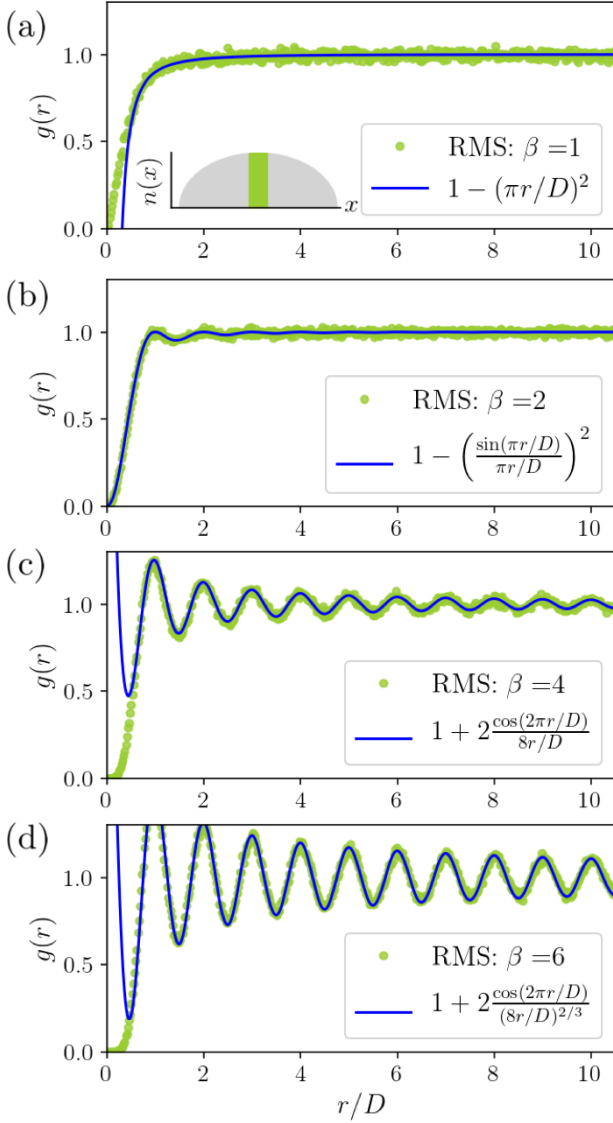 (a)
g(r)
1.0
0.5
0
n(x)
x
RMS: β =1
1 − (πr/D)^2
0 2 4 6 8 10
(b)
g(r)
1.0
0.5
0.0
RMS: β =2
1 − (sin(πr/D)/πr/D)^2
0 2 4 6 8 10
(c)
g(r)
1.0
0.5
0.0
RMS: β =4
1 + 2 cos(2πr/D)/8r/D
0 2 4 6 8 10
(d)
g(r)
1.0
0.5
0.0
RMS: β =6
1 + 2 cos(2πr/D)/(8r/D)^{2/3}
0 2 4 6 8 10
r/D